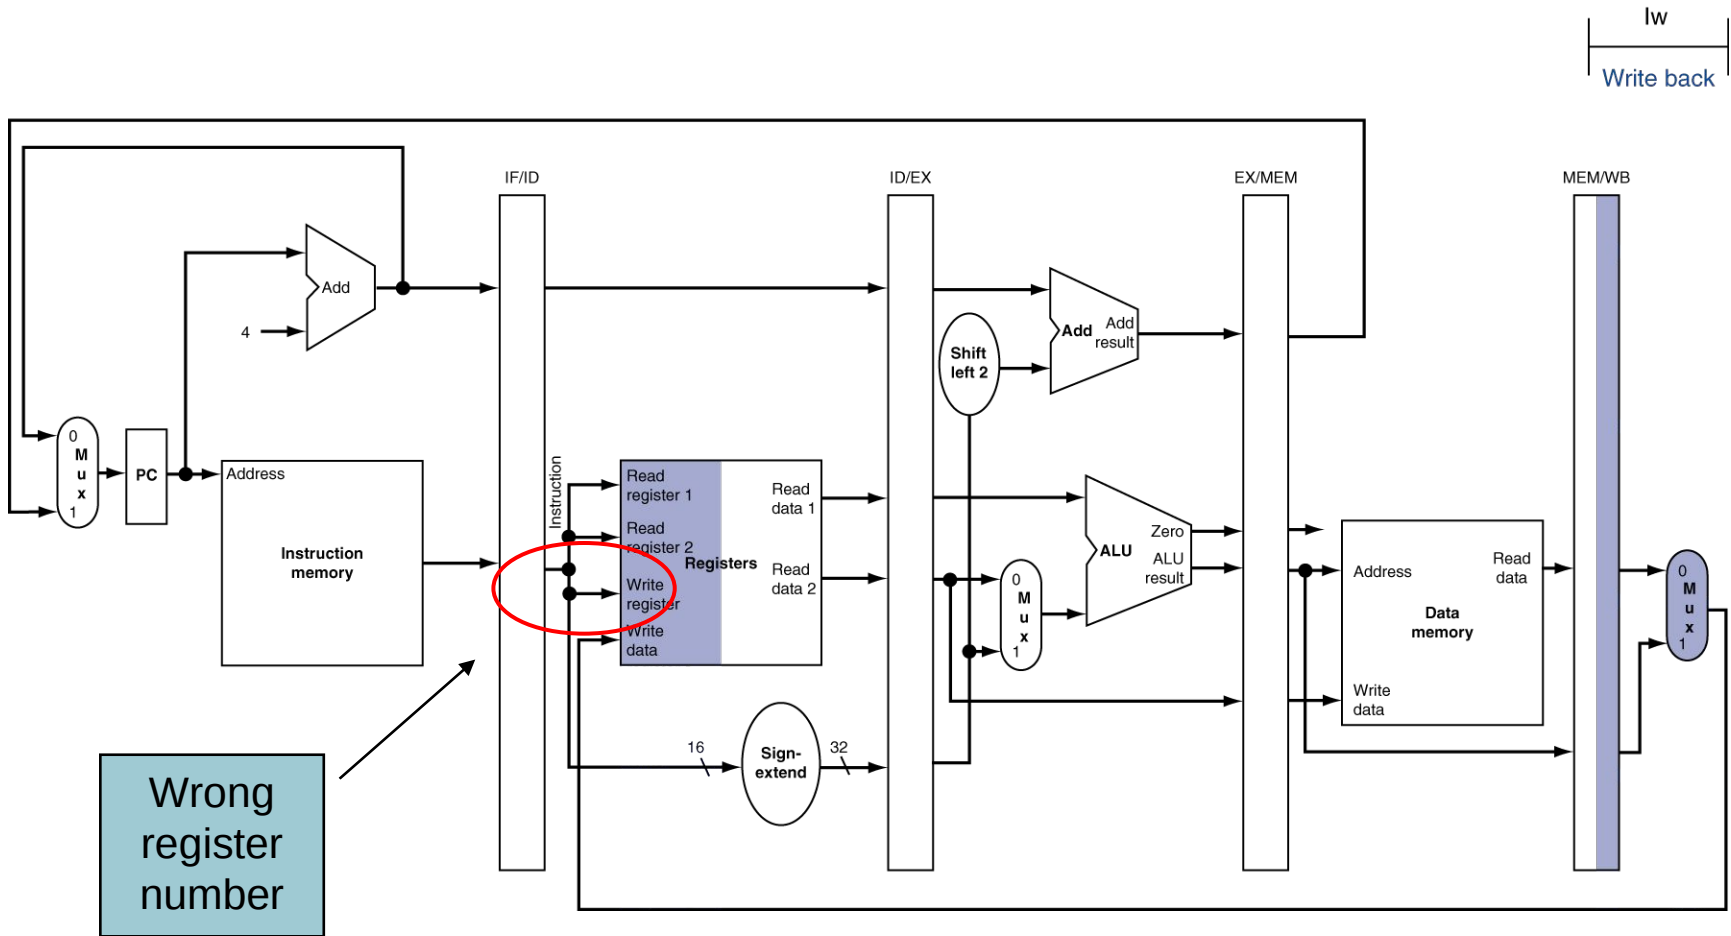 lw
Write back
IF/ID
ID/EX
EX/MEM
MEM/WB
Add
4
Add
Add
result
Shift
left 2
0
M
u
x
1
PC
Address
Instruction
memory
Instruction
Read
register 1
Read
register 2
Registers
Write
register
Write
data
Read
data 1
Read
data 2
16
Sign-
extend
32
0
M
u
x
1
ALU
Zero
ALU
result
Address
Read
data
Data
memory
Write
data
0
M
u
x
1
Wrong
register
number